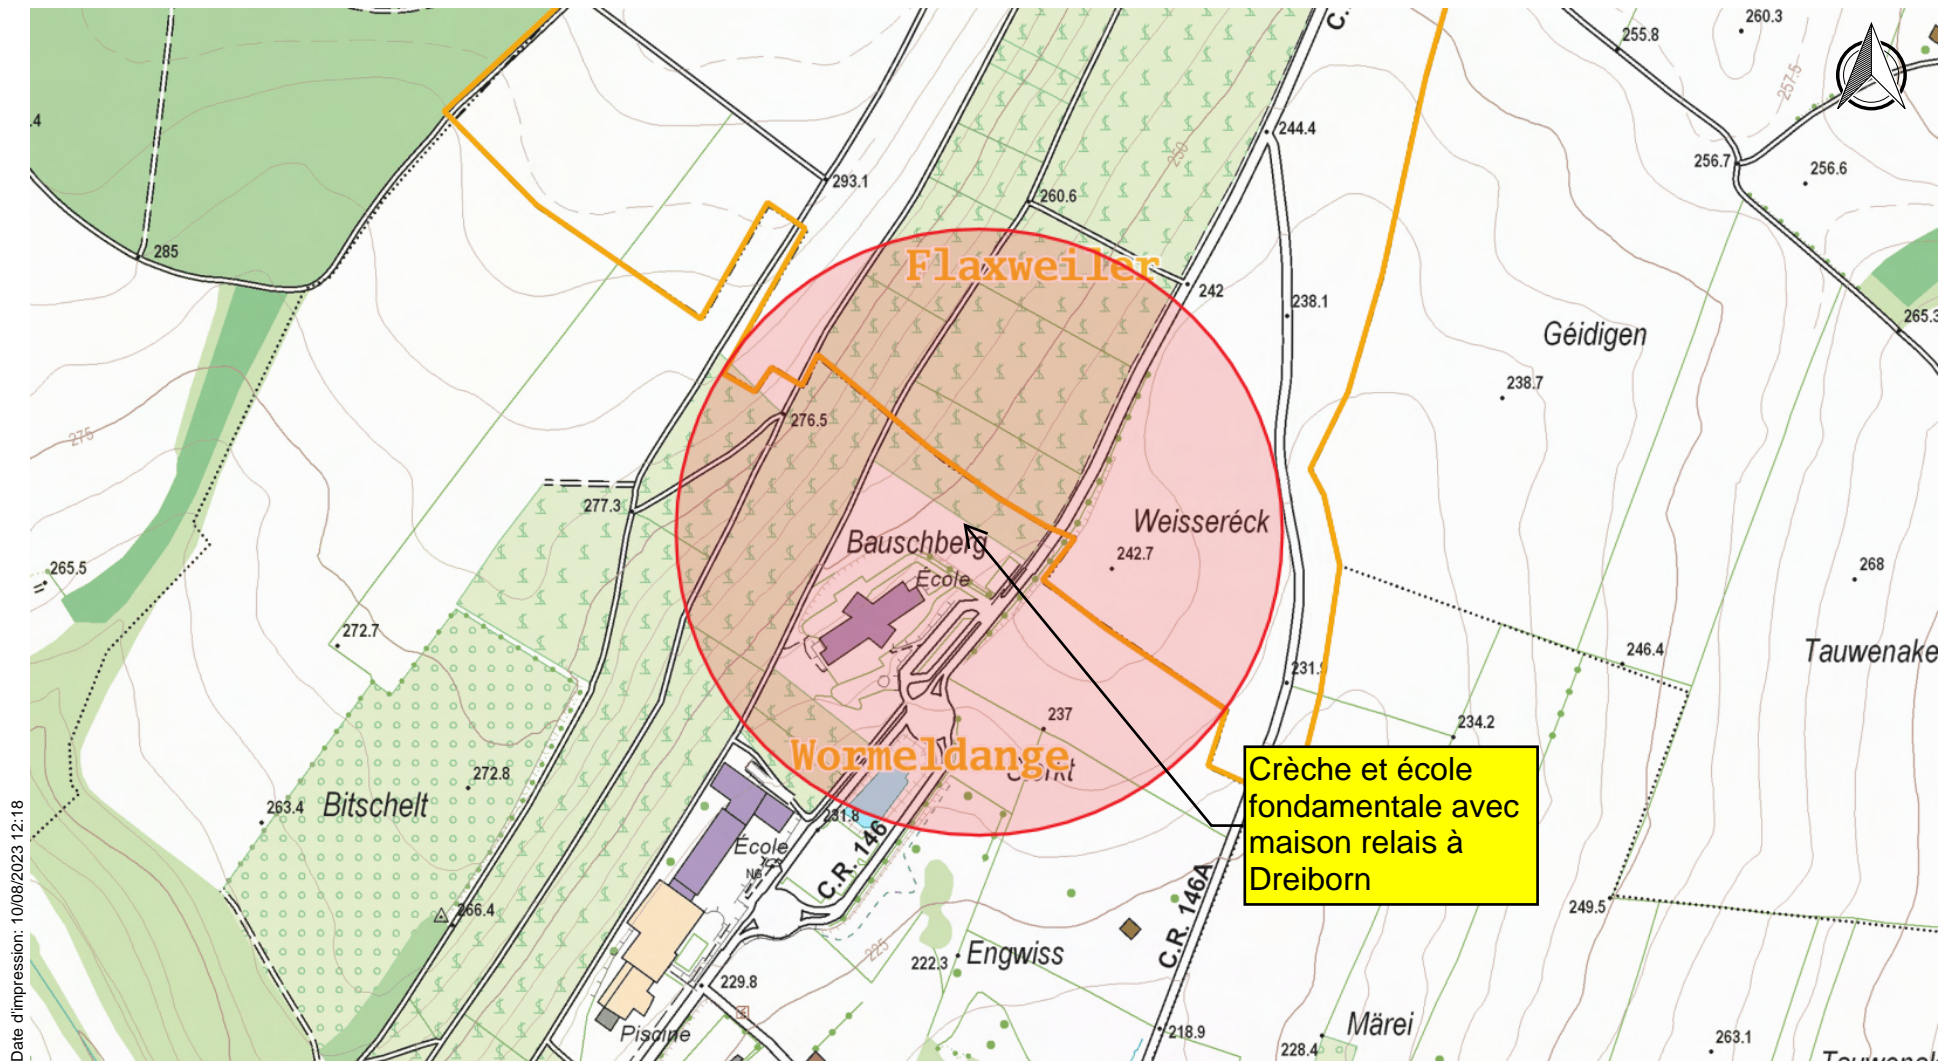 260.3
255.8
257.5
.4
244.4
250
256.7
256.6
293.1
260.6
285
Flaxweiler
242
238.1
265.3
Géidigen
238.7
276.5
275
277.3
Weisseréck
Bauschberg
242.7
École
265.5
268
272.7
246.4
Tauwenake
231.9
237
234.2
Wormeldange
Crèche et école
fondamentale avec
maison relais à
Dreiborn
272.8
263.4
Bitschelt
231.8
C.R. 146
École
NG
266.4
C.R. 146A
249.5
225
222.3
Engwiss
229.8
Piscine
218.9
Märei
228.4
263.1
Date d'impression: 10/08/2023 12:18